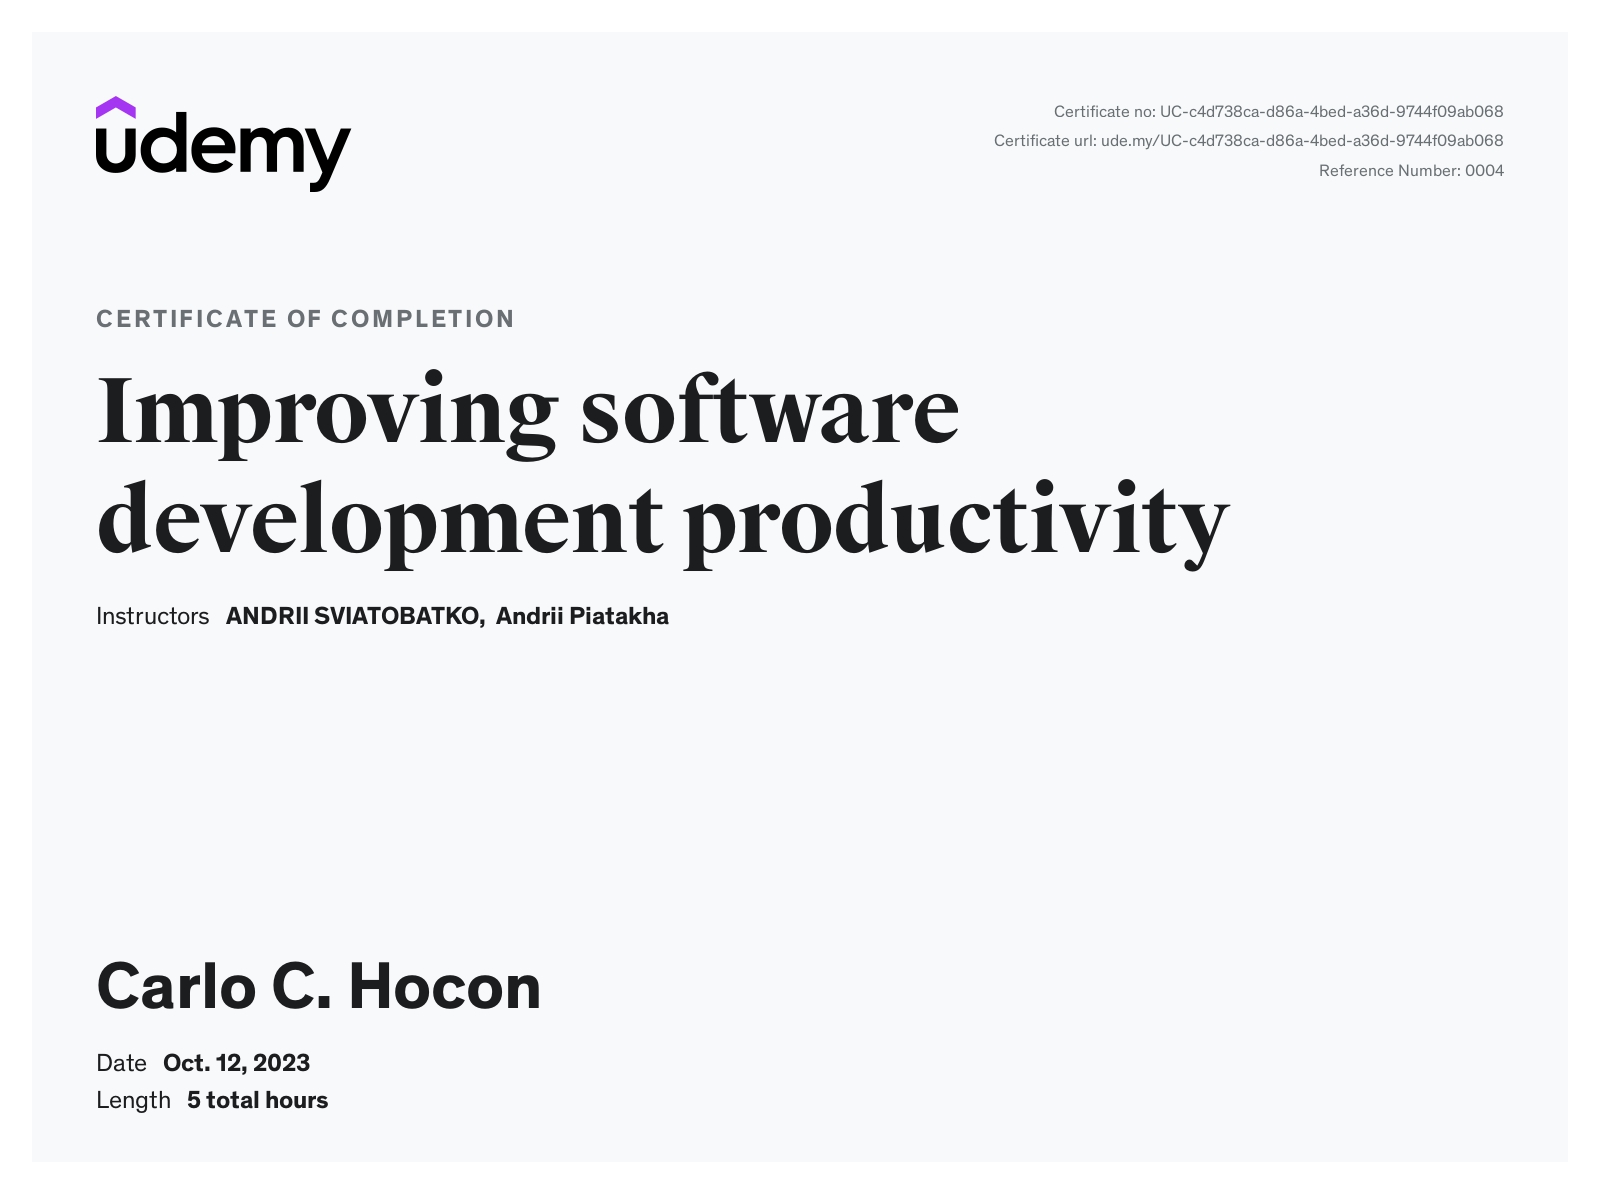 udemy
Certificate no: UC-c4d738ca-d86a-4bed-a36d-9744f09ab068
Certificate url: ude.my/UC-c4d738ca-d86a-4bed-a36d-9744f09ab068
Reference Number: 0004
CERTIFICATE OF COMPLETION
Improving software
development productivity
Instructors ANDRII SVIATOBATKO, Andrii Piatakha
Carlo C. Hocon
Date Oct. 12, 2023
Length 5 total hours